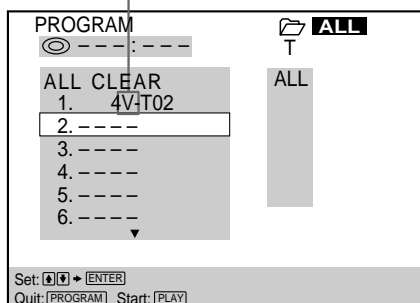 PROGRAM
ALL
– – – : – – –
T
ALL CLEAR
ALL
1. 4V-T02
2. – – – –
3. – – – –
4. – – – –
5. – – – –
6. – – – –
Set: ENTER
Quit: PROGRAM Start: PLAY